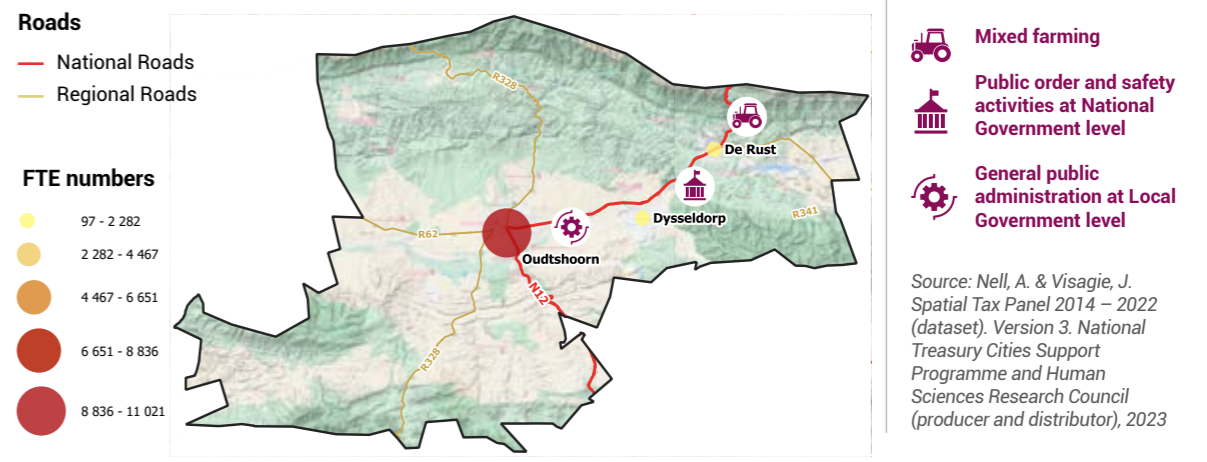 Roads
National Roads
Regional Roads
FTE numbers
97 - 2 282
2 282 - 4 467
4 467 - 6 651
6 651 - 8 836
8 836 - 11 021
R328
De Rust
Dysseldorp
R341
R62
Oudtshoorn
N12
R328
Mixed farming
Public order and safety
activities at National
Government level
General public
administration at Local
Government level
Source: Nell, A. & Visagie, J.
Spatial Tax Panel 2014 – 2022
(dataset). Version 3. National
Treasury Cities Support
Programme and Human
Sciences Research Council
(producer and distributor), 2023